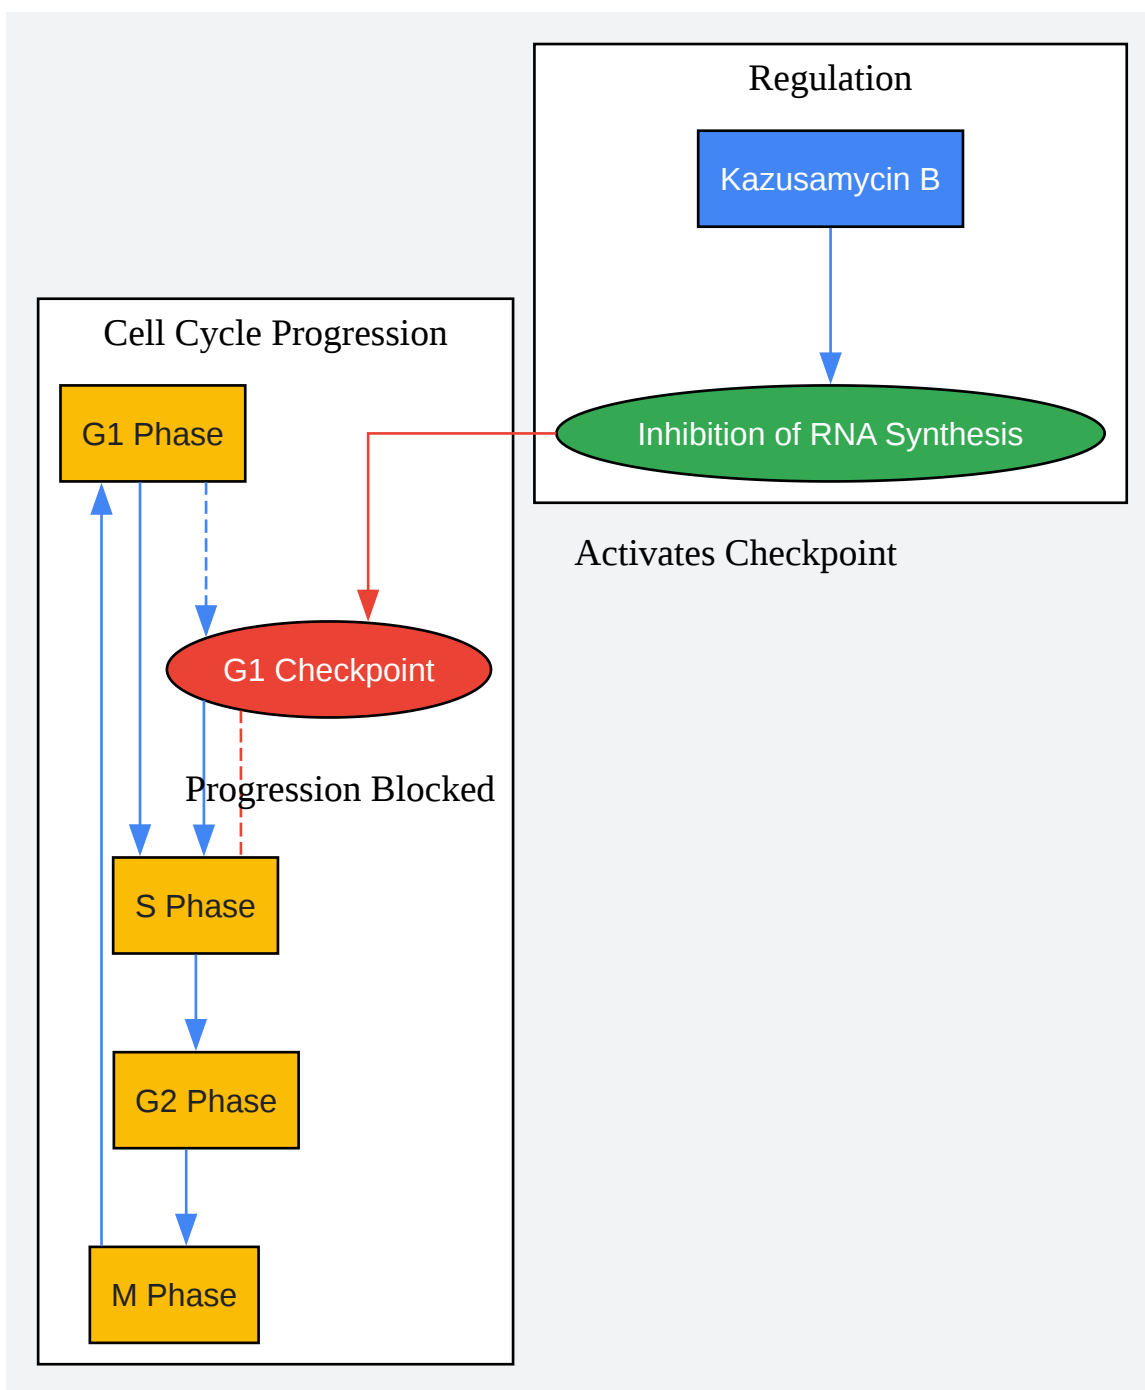 Regulation
Kazusamycin B
Cell Cycle Progression
G1 Phase
Inhibition of RNA Synthesis
Activates Checkpoint
G1 Checkpoint
Progression Blocked
S Phase
G2 Phase
M Phase